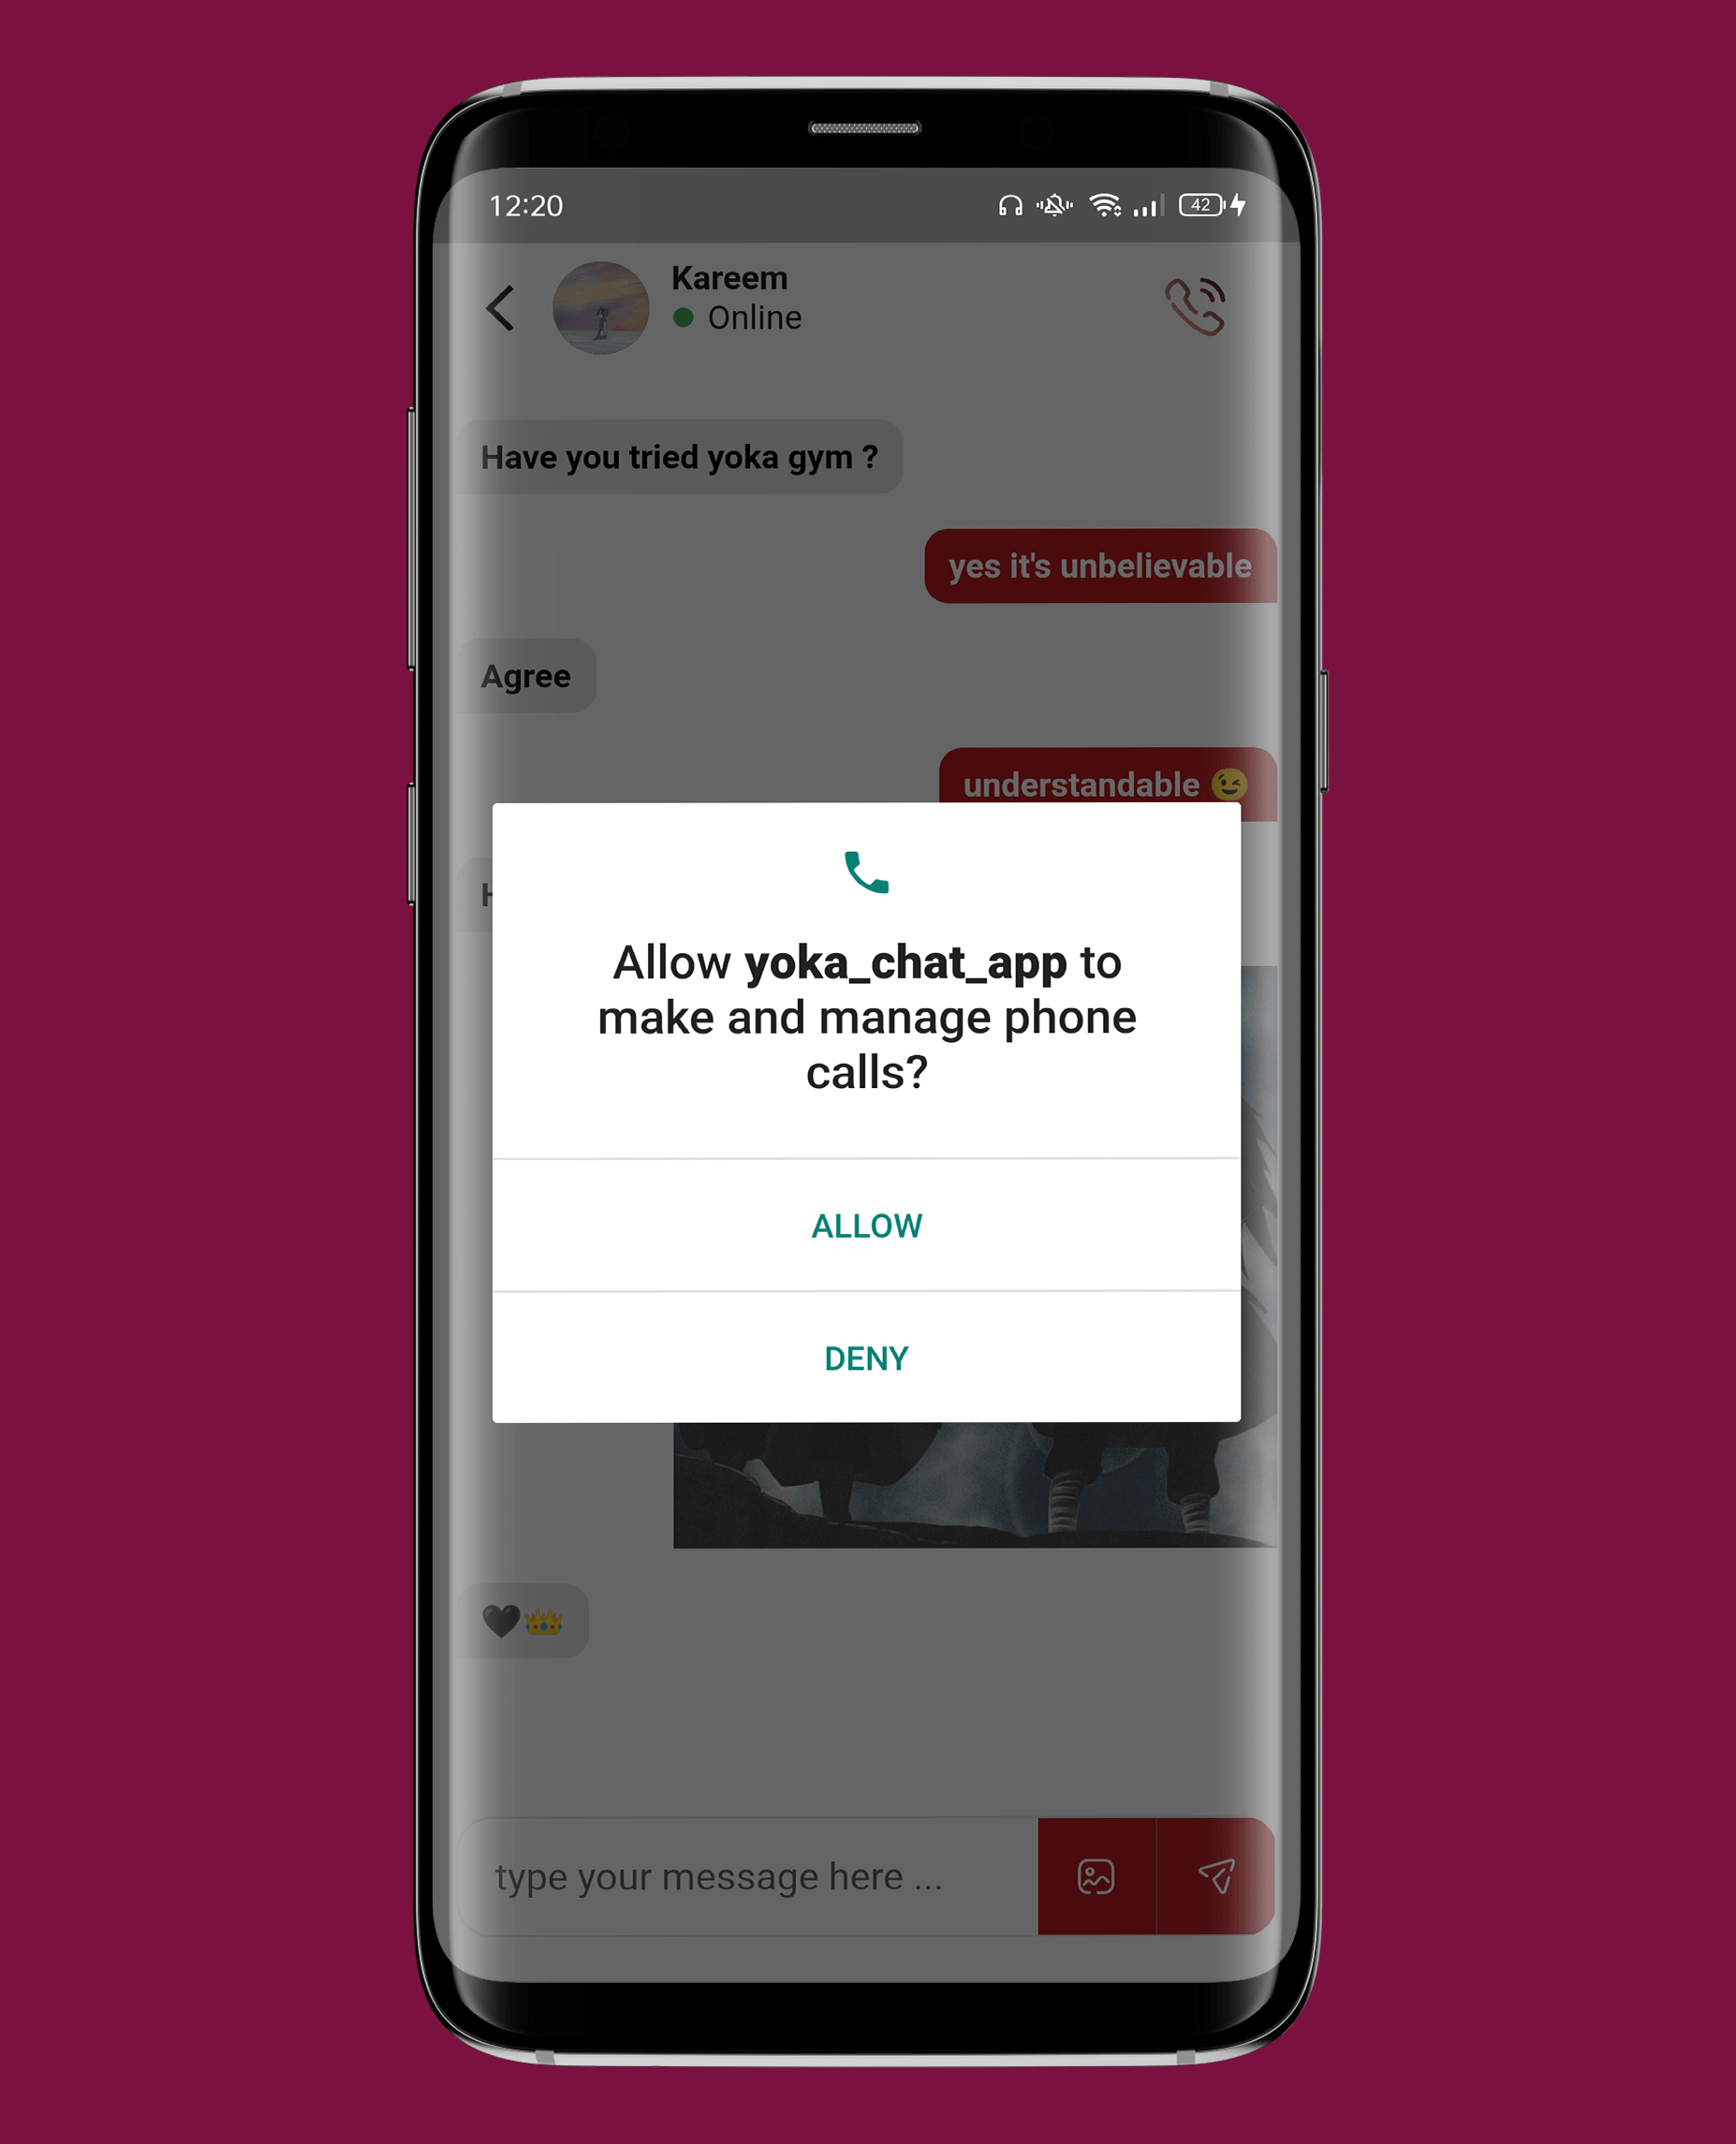 12:20
42
Kareem
Online
Have you tried yoka gym ?
yes it's unbelievable
Agree
understandable 😉
Allow yoka_chat_app to
make and manage phone
calls?
ALLOW
DENY
🖤👑
type your message here ...